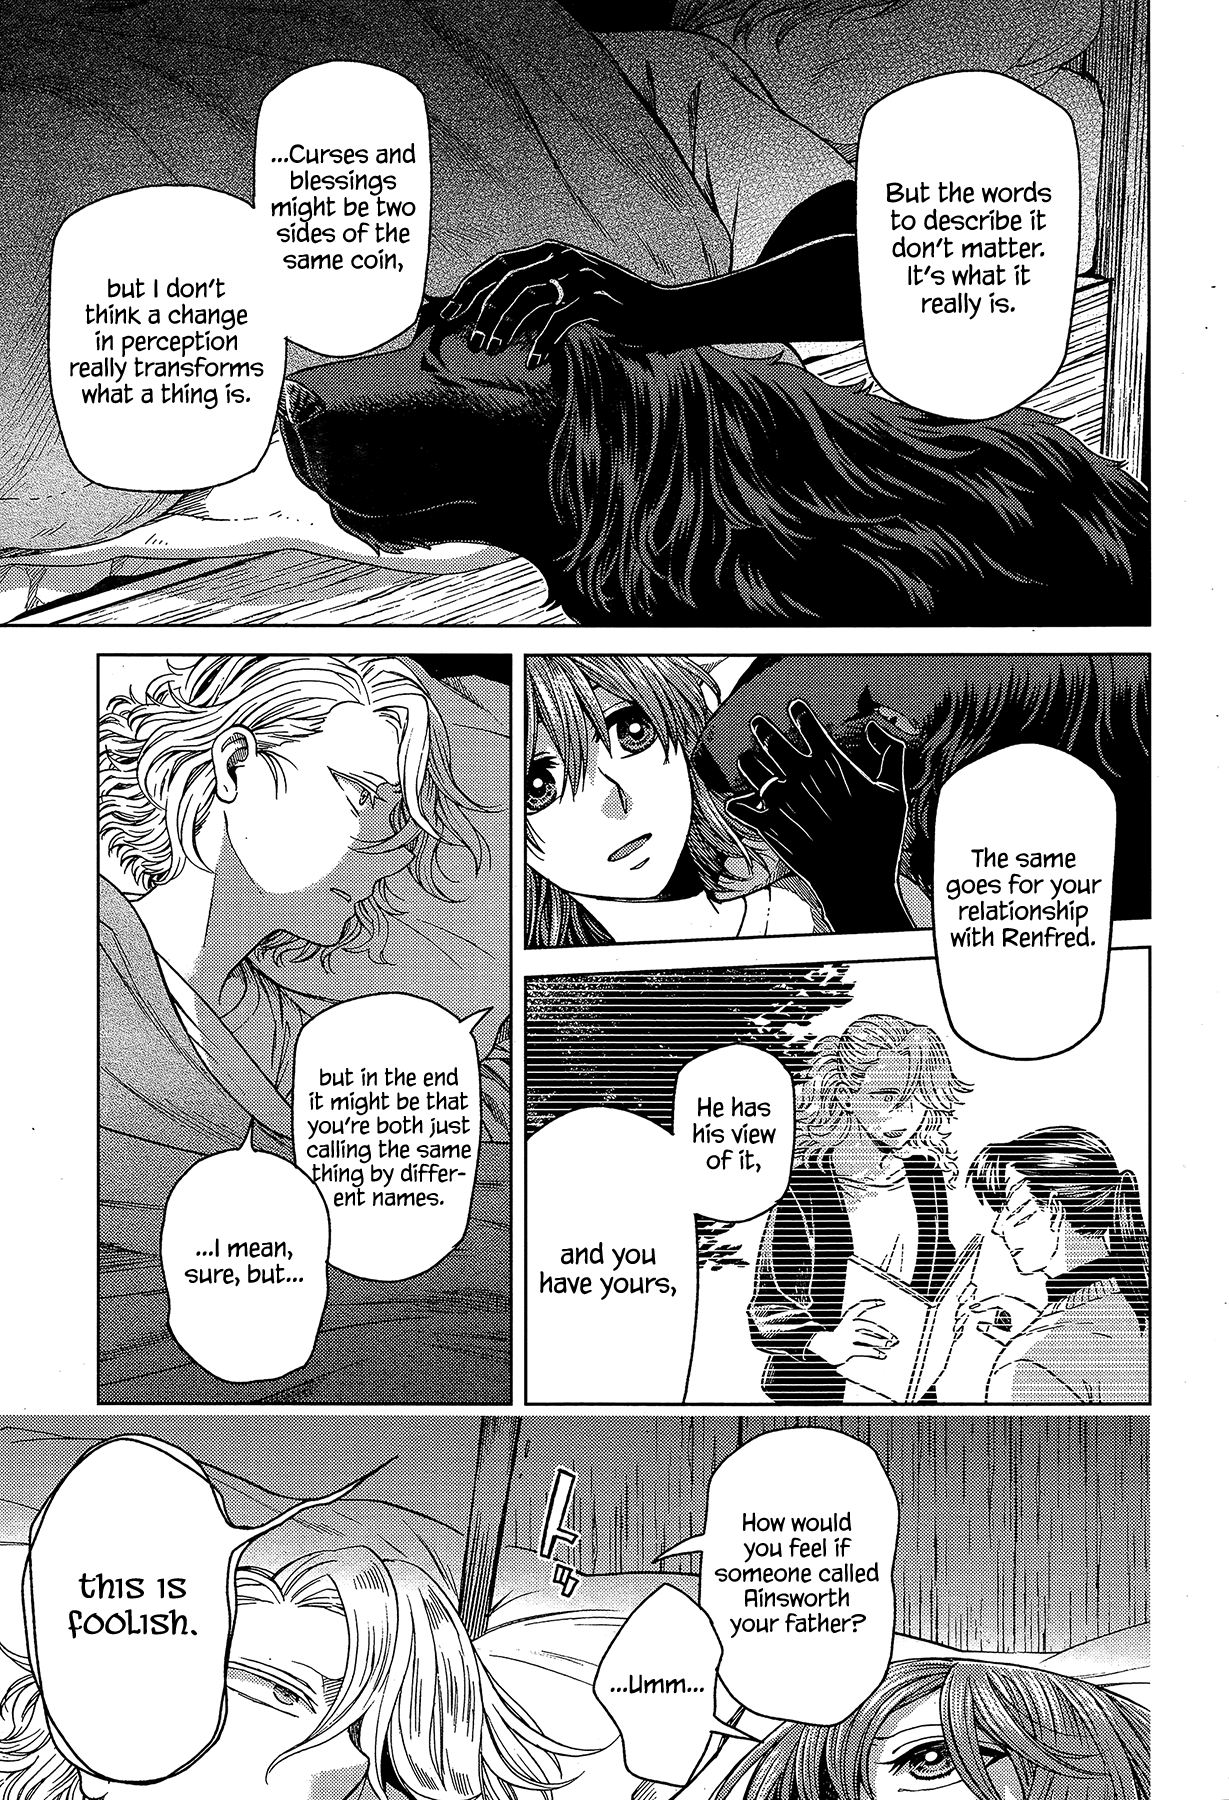 But the words
to describe it
don't matter.
It's what it
really is.
...Curses and
blessings
might be two
sides of the
same coin,
but I don't
think a change
in perception
really transforms
what a thing is.
The same
goes for your
relationship
with Renfred.
He has
his view
of it,
and you
have yours,
but in the end
it might be that
you're both just
calling the same
thing by differ-
ent names.
...I mean,
sure, but...
How would
you feel if
someone called
Ainsworth
your father?
...Umm...
トッ
this is
foolish.